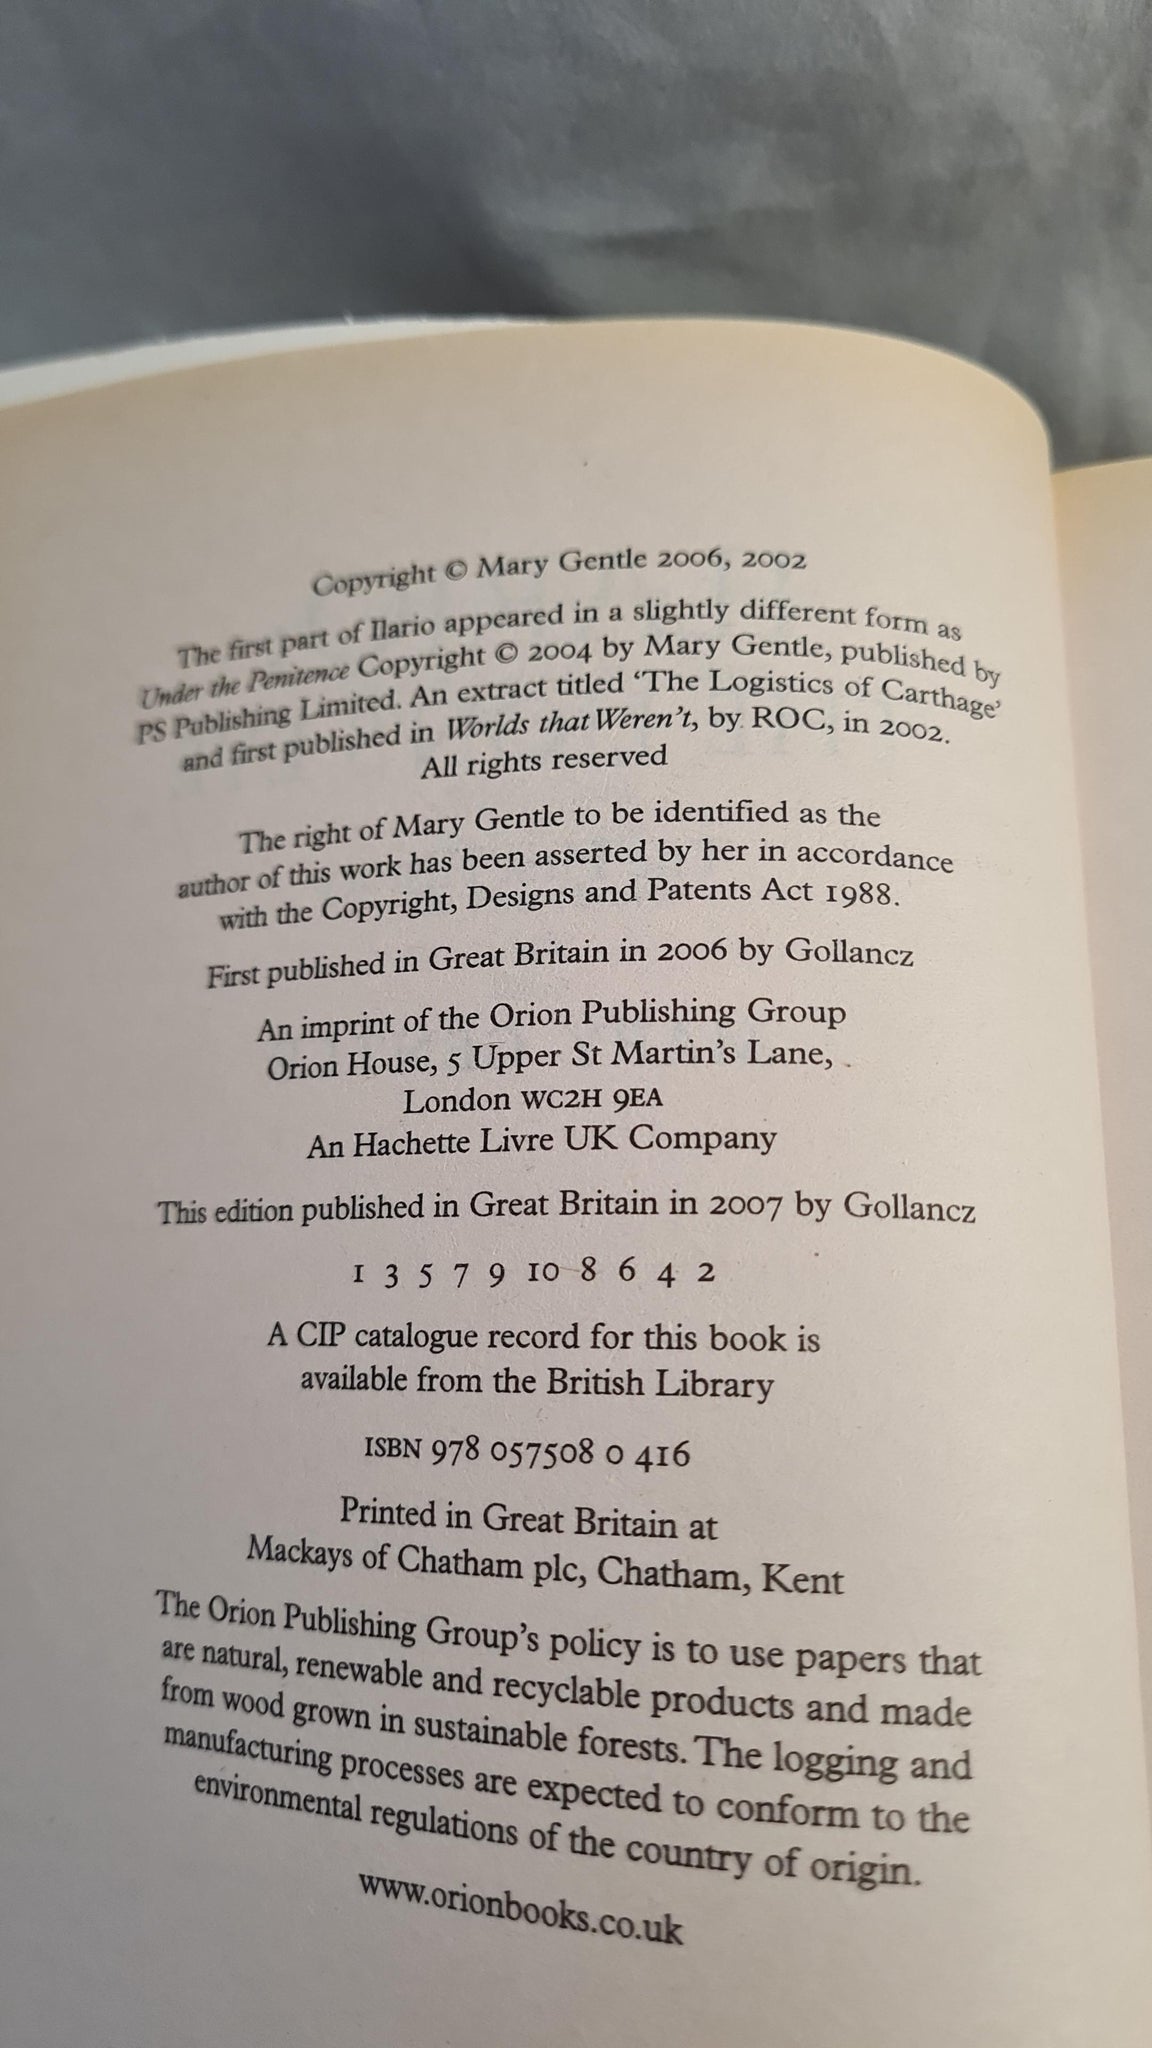 Copyright © Mary Gentle 2006, 2002
The first part of Ilario appeared in a slightly different form as
Under the Penitence Copyright © 2004 by Mary Gentle, published by
PS Publishing Limited. An extract titled ‘The Logistics of Carthage’
and first published in Worlds that Weren’t, by ROC, in 2002.
All rights reserved
The right of Mary Gentle to be identified as the
author of this work has been asserted by her in accordance
with the Copyright, Designs and Patents Act 1988.
First published in Great Britain in 2006 by Gollancz
An imprint of the Orion Publishing Group
Orion House, 5 Upper St Martin’s Lane,
London WC2H 9EA
An Hachette Livre UK Company
This edition published in Great Britain in 2007 by Gollancz
1 3 5 7 9 10 8 6 4 2
A CIP catalogue record for this book is
available from the British Library
ISBN 978 057508 0 416
Printed in Great Britain at
Mackays of Chatham plc, Chatham, Kent
The Orion Publishing Group’s policy is to use papers that
are natural, renewable and recyclable products and made
from wood grown in sustainable forests. The logging and
manufacturing processes are expected to conform to the
environmental regulations of the country of origin.
www.orionbooks.co.uk